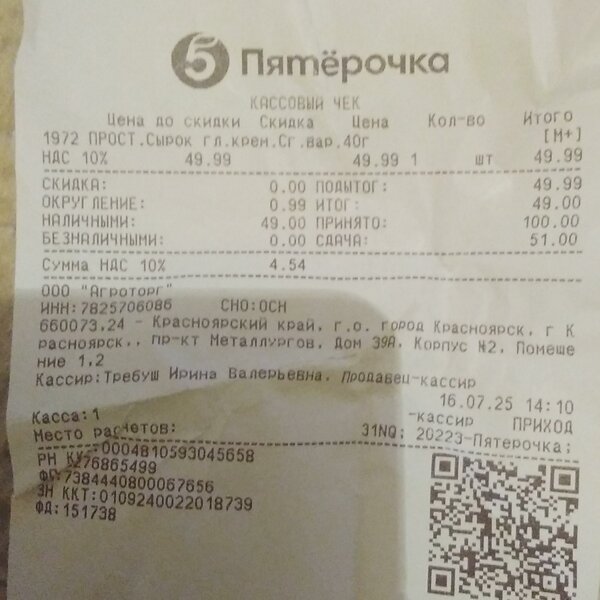 5 Пятёрочка
КАССОВЫЙ ЧЕК
Цена до скидки Скидка Цена Кол-во Итого
1972 ПРОСТ.Сырок гл.крем.Сг.вар.40г [М+]
НДС 10% 49.99 49.99 1 шт 49.99
СКИДКА: 0.00 ПОДЫТОГ: 49.99
ОКРУГЛЕНИЕ: 0.99 ИТОГ: 49.00
НАЛИЧНЫМИ: 49.00 ПРИНЯТО: 100.00
БЕЗНАЛИЧНЫМИ: 0.00 СДАЧА: 51.00
Сумма НДС 10% 4.54
ООО "Агроторг"
ИНН:7825706086 СНО:ОСН
660073,24 - Красноярский край, г.о. город Красноярск, г К
расноярск,, пр-кт Металлургов, Дом 39А, Корпус №2, Помеще
ние 1,2
Кассир:Требуш Ирина Валерьевна, Продавец-кассир
16.07.25 14:10
-кассир ПРИХОД
Касса:1
Место расчетов: 31NQ; 20223-Пятерочка;
РН ККТ:0004810593045658
276865499
ФН:7384440800067656
ЗН ККТ:0109240022018739
ФД:151738